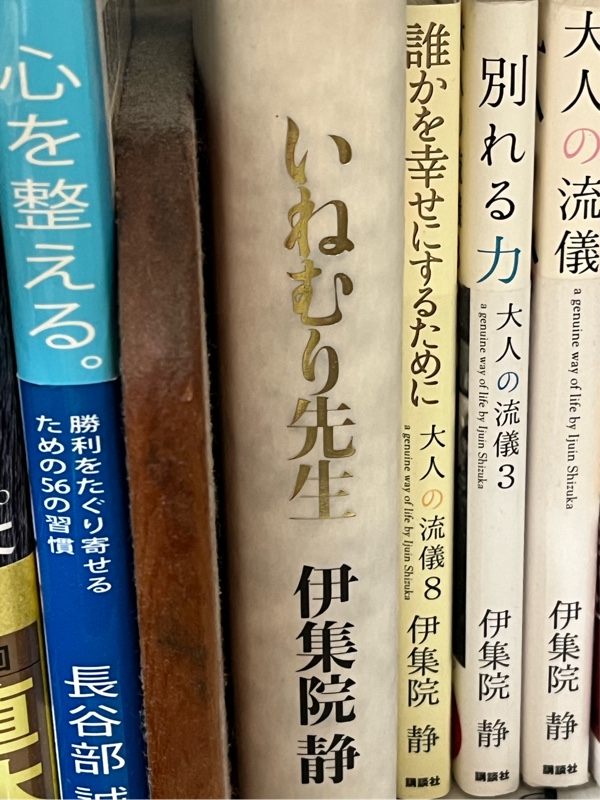 心を整える。
勝利をたぐり寄せる
ための56の習慣
長谷部 誠
いねむり先生
伊集院 静
誰かを幸せにするために
大人の流儀8
a genuine way of life by Ijuin Shizuka
伊集院 静
講談社
別れる力
大人の流儀3
a genuine way of life by Ijuin Shizuka
伊集院 静
講談社
大人の流儀
a genuine way of life by Ijuin Shizuka
伊集院 静
講談社